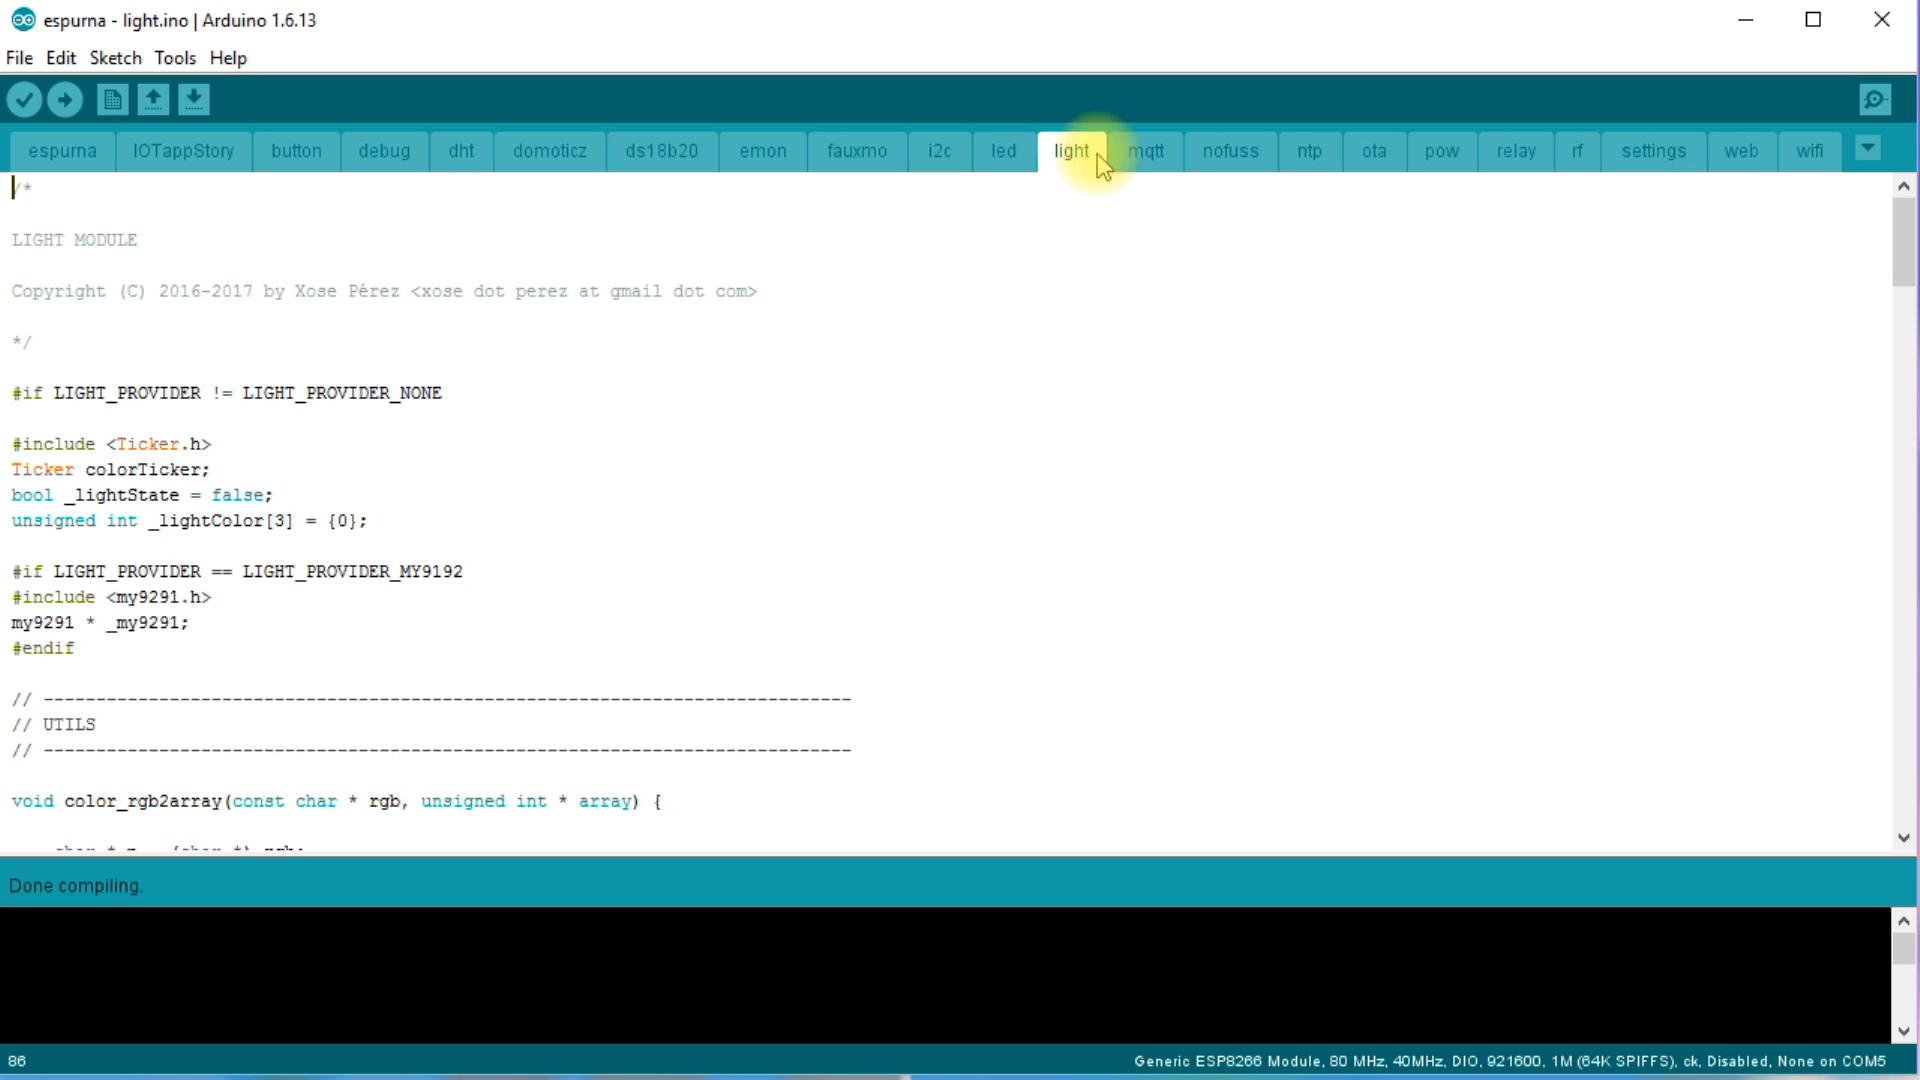 espurna - light.ino | Arduino 1.6.13
File Edit Sketch Tools Help
espurna IOTappStory button debug dht domoticz ds18b20 emon fauxmo i2c led light mqtt nofuss ntp ota pow relay rf settings web wifi
/*
LIGHT MODULE
Copyright (C) 2016-2017 by Xose Pérez <xose dot perez at gmail dot com>
*/
#if LIGHT_PROVIDER != LIGHT_PROVIDER_NONE
#include <Ticker.h>
Ticker colorTicker;
bool _lightState = false;
unsigned int _lightColor[3] = {0};
#if LIGHT_PROVIDER == LIGHT_PROVIDER_MY9192
#include <my9291.h>
my9291 * _my9291;
#endif
// -----------------------------------------------------------------------------
// UTILS
// -----------------------------------------------------------------------------
void color_rgb2array(const char * rgb, unsigned int * array) {
Done compiling.
86
Generic ESP8266 Module, 80 MHz, 40MHz, DIO, 921600, 1M (64K SPIFFS), ck, Disabled, None on COM5